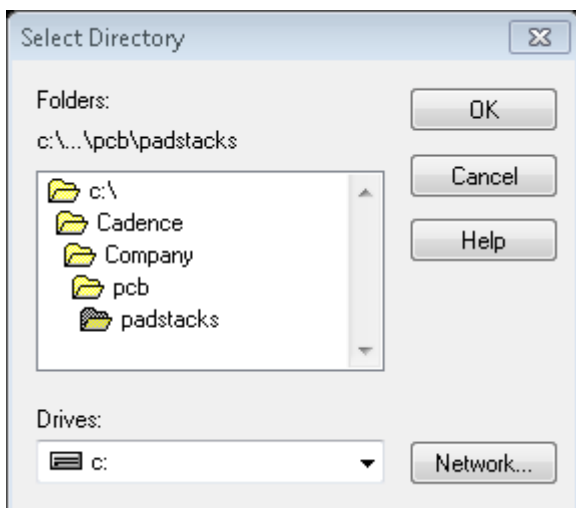 Select Directory
Folders:
c:\...\pcb\padstacks
c:\
Cadence
Company
pcb
padstacks
Drives:
c:
OK
Cancel
Help
Network...